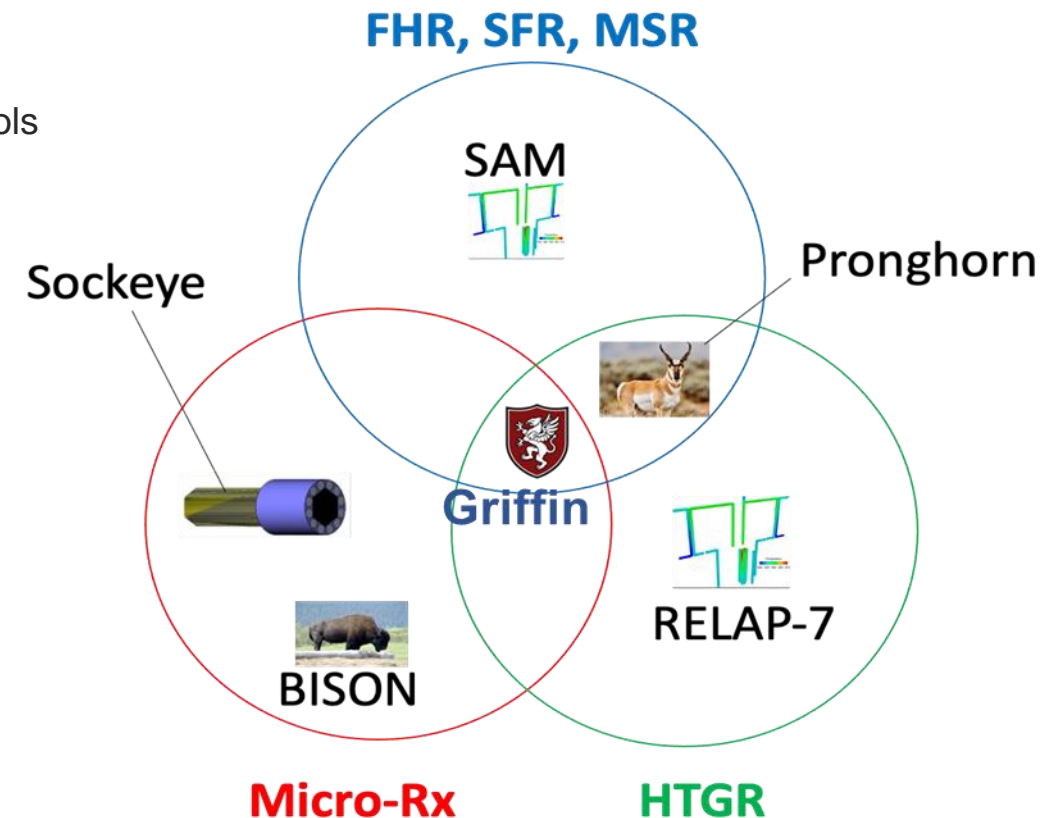 FHR, SFR, MSR
ols
SAM
Pronghorn
Sockeye
Griffin
RELAP-7
BISON
Micro-Rx
HTGR